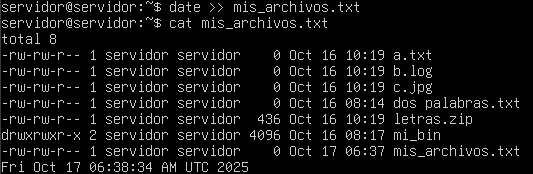 servidor@servidor:~$ date >> mis_archivos.txt
servidor@servidor:~$ cat mis_archivos.txt
total 8
-rw-rw-r-- 1 servidor servidor    0 Oct 16 10:19 a.txt
-rw-rw-r-- 1 servidor servidor    0 Oct 16 10:19 b.log
-rw-rw-r-- 1 servidor servidor    0 Oct 16 10:19 c.jpg
-rw-rw-r-- 1 servidor servidor    0 Oct 16 08:14 dos palabras.txt
-rw-rw-r-- 1 servidor servidor  436 Oct 16 10:19 letras.zip
drwxrwxr-x 2 servidor servidor 4096 Oct 16 08:17 mi_bin
-rw-rw-r-- 1 servidor servidor    0 Oct 17 06:37 mis_archivos.txt
Fri Oct 17 06:38:34 AM UTC 2025